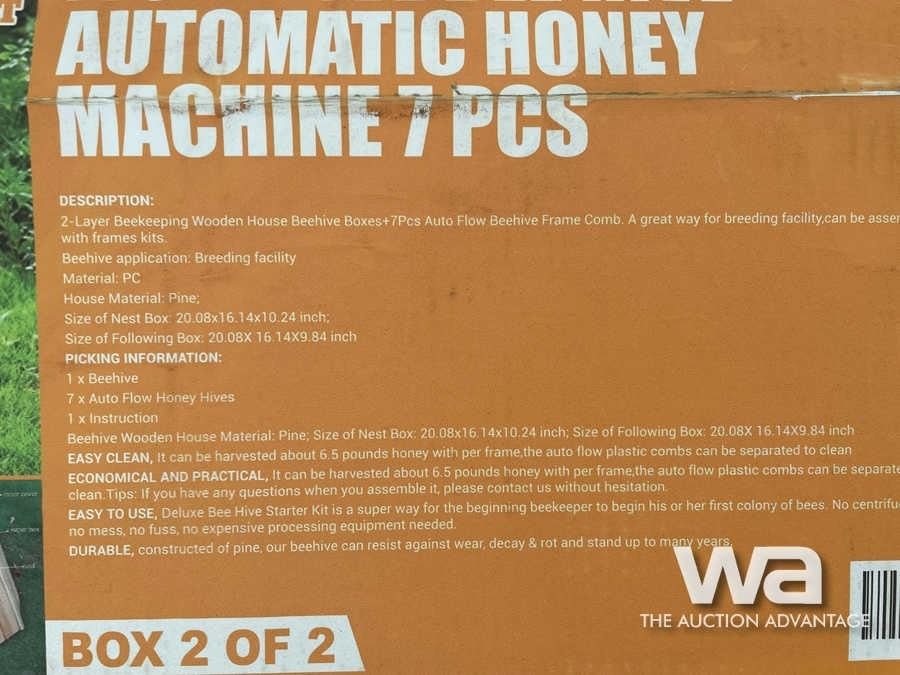 AUTOMATIC HONEY
MACHINE 7 PCS
DESCRIPTION:
2-Layer Beekeeping Wooden House Beehive Boxes+7Pcs Auto Flow Beehive Frame Comb. A great way for breeding facility,can be
with frames kits.
Beehive application: Breeding facility
Material: PC
House Material: Pine;
Size of Nest Box: 20.08x16.14x10.24 inch;
Size of Following Box: 20.08X 16.14X9.84 inch
PICKING INFORMATION:
1 x Beehive
7 x Auto Flow Honey Hives
1 x Instruction
Beehive Wooden House Material: Pine; Size of Nest Box: 20.08x16.14x10.24 inch; Size of Following Box: 20.08X 16.14X9.84 inch
EASY CLEAN, It can be harvested about 6.5 pounds honey with per frame,the auto flow plastic combs can be separated to clean
ECONOMICAL AND PRACTICAL, It can be harvested about 6.5 pounds honey with per frame,the auto flow plastic combs can be
clean.Tips: If you have any questions when you assemble it, please contact us without hesitation.
EASY TO USE, Deluxe Bee Hive Starter Kit is a super way for the beginning beekeeper to begin his or her first colony of bees. No
no mess, no fuss, no expensive processing equipment needed.
DURABLE, constructed of pine, our beehive can resist against wear, decay & rot and stand up to many years.
wa
THE AUCTION ADVANTAGE
BOX 2 OF 2